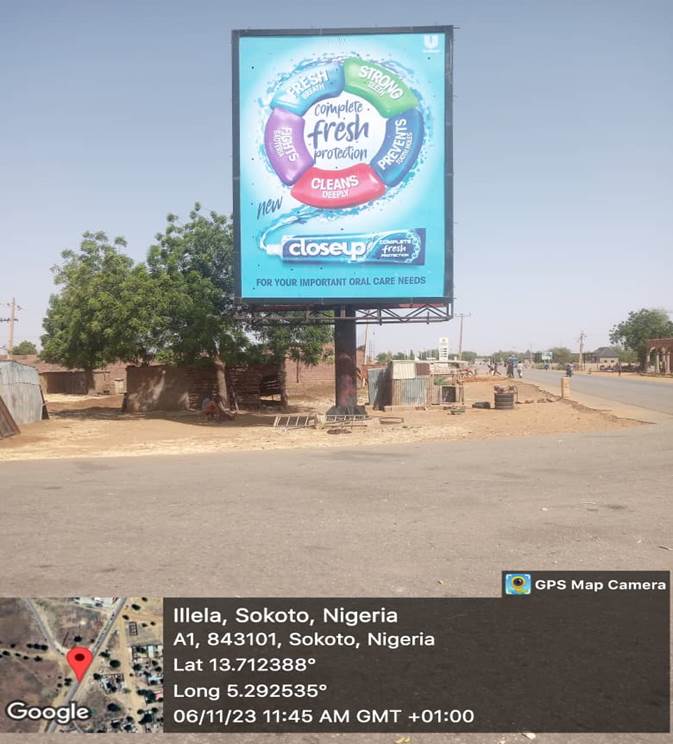 FRESH
BREATH
STRONG
TEETH
complete
fresh
protection
FIGHTS
PREVENTS
CLEANS
DEEPLY
new
closeup
COMPLETE
fresh
PROTECTION
FOR YOUR IMPORTANT ORAL CARE NEEDS
GPS Map Camera
Illela, Sokoto, Nigeria
A1, 843101, Sokoto, Nigeria
Lat 13.712388°
Long 5.292535°
06/11/23 11:45 AM GMT +01:00
Google